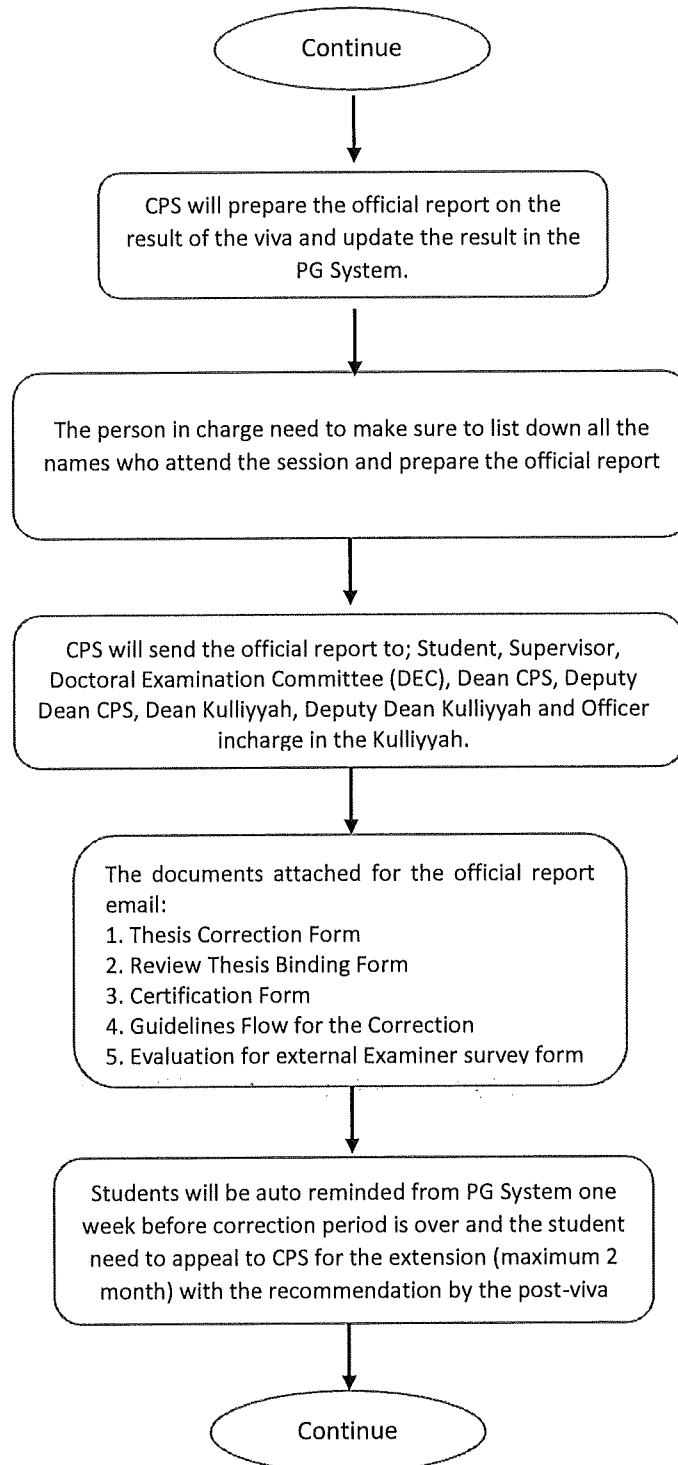 Continue
CPS will prepare the official report on the
result of the viva and update the result in the
PG System.
The person in charge need to make sure to list down all the
names who attend the session and prepare the official report
CPS will send the official report to; Student, Supervisor,
Doctoral Examination Committee (DEC), Dean CPS, Deputy
Dean CPS, Dean Kulliyyah, Deputy Dean Kulliyyah and Officer
incharge in the Kulliyyah.
The documents attached for the official report
email:
1. Thesis Correction Form
2. Review Thesis Binding Form
3. Certification Form
4. Guidelines Flow for the Correction
5. Evaluation for external Examiner survey form
Students will be auto reminded from PG System one
week before correction period is over and the student
need to appeal to CPS for the extension (maximum 2
month) with the recommendation by the post-viva
Continue